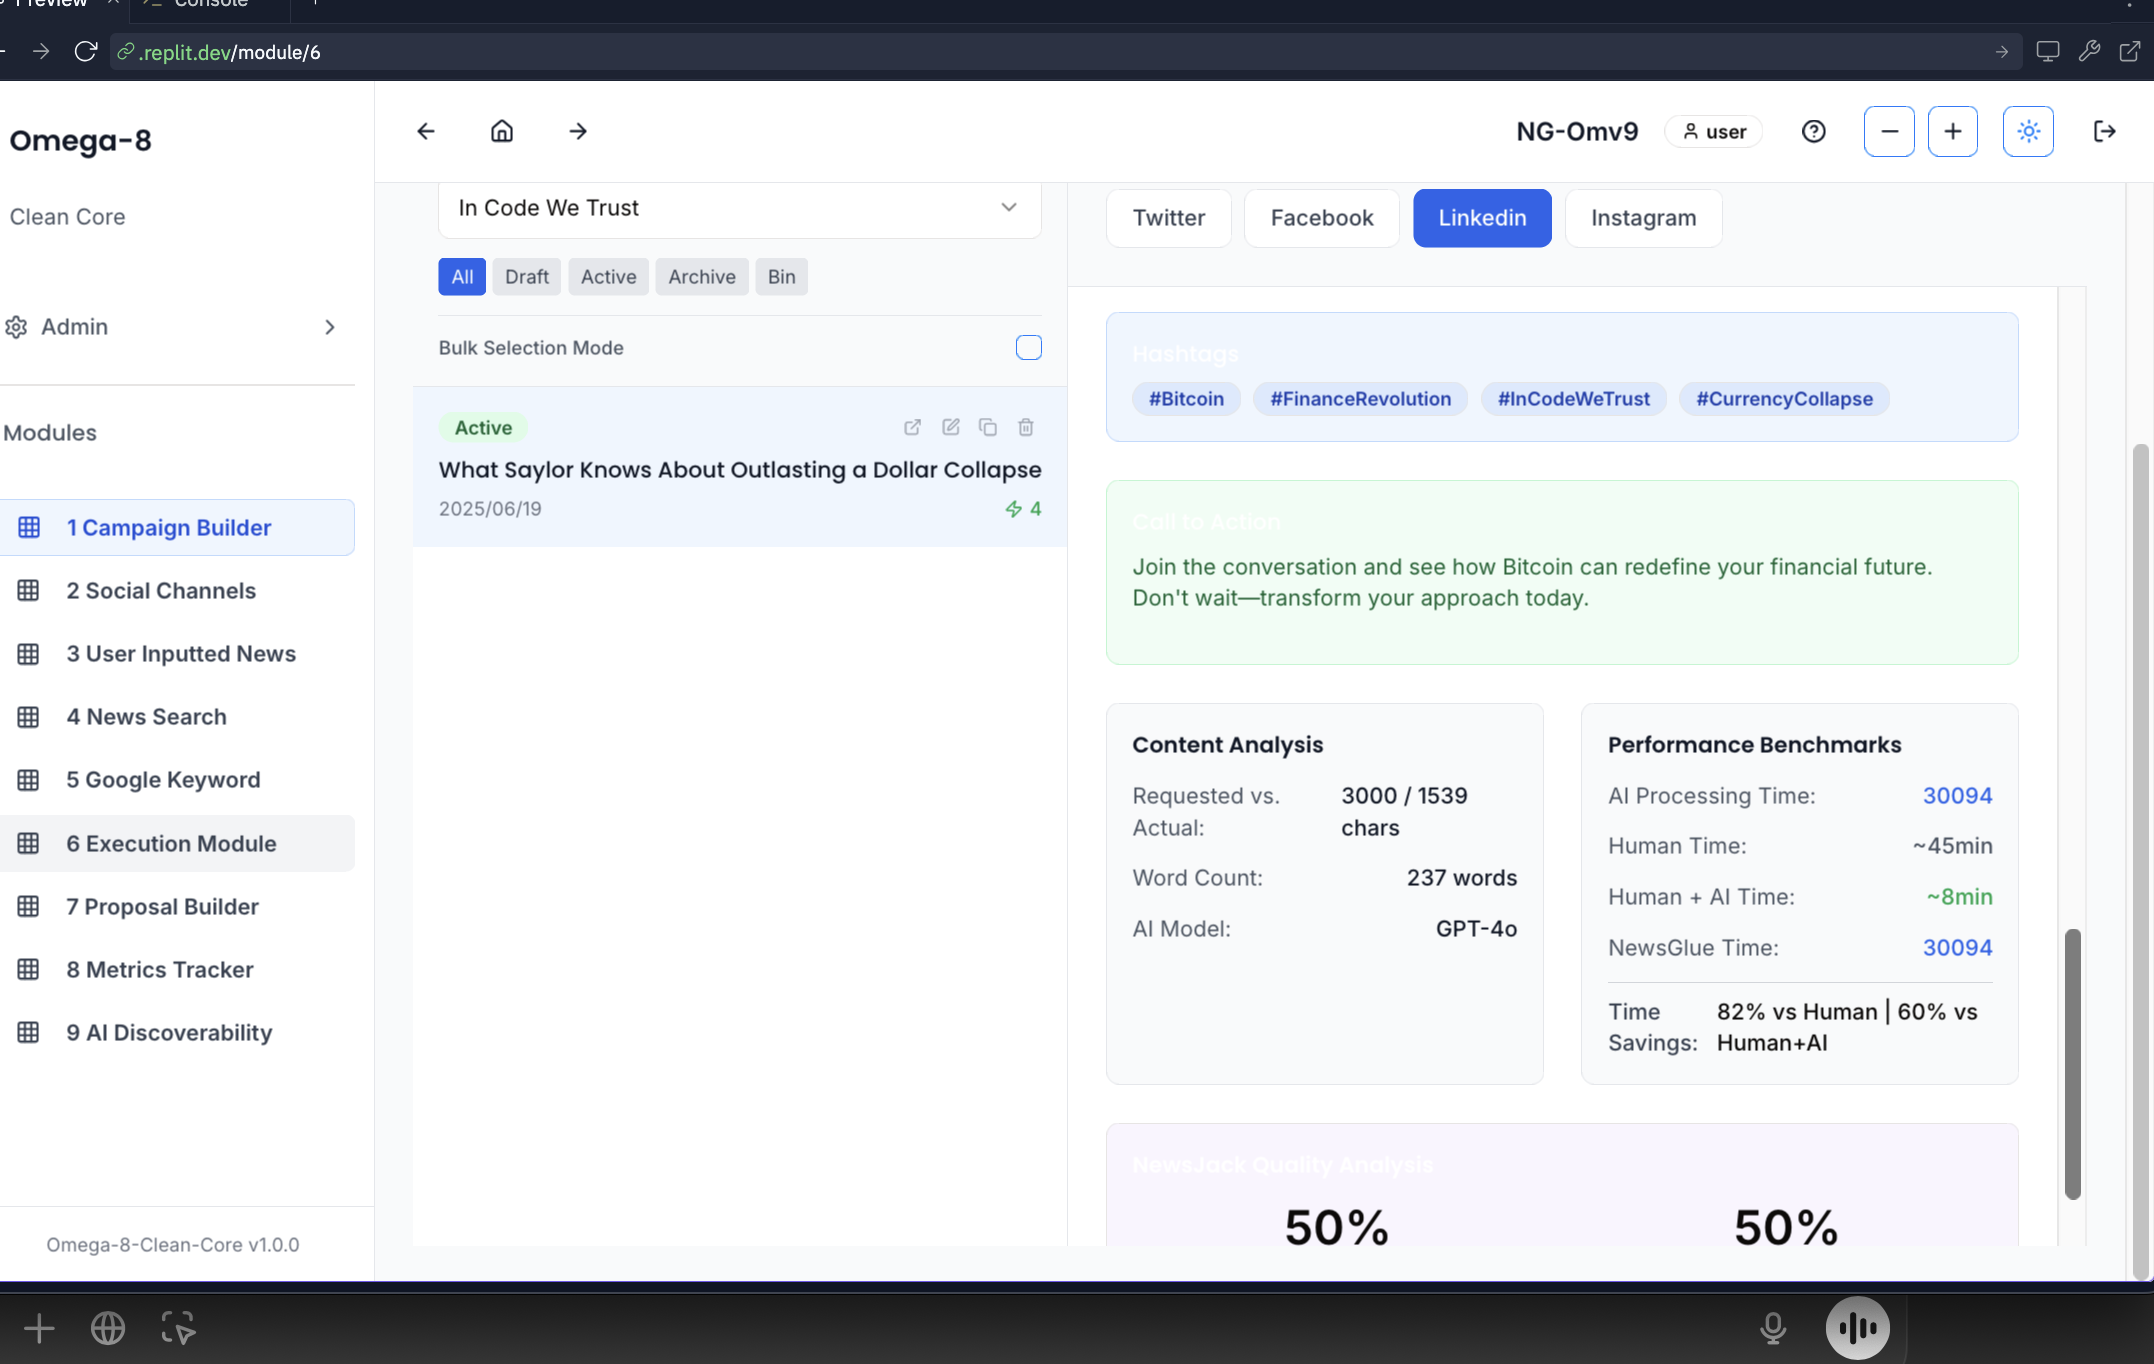 Preview
Console
.replit.dev/module/6
Omega-8
Clean Core
Admin
Modules
1 Campaign Builder
2 Social Channels
3 User Inputted News
4 News Search
5 Google Keyword
6 Execution Module
7 Proposal Builder
8 Metrics Tracker
9 AI Discoverability
Omega-8-Clean-Core v1.0.0
NG-Omv9
user
In Code We Trust
All Draft Active Archive Bin
Bulk Selection Mode
Active
What Saylor Knows About Outlasting a Dollar Collapse
2025/06/19
4
Twitter Facebook Linkedin Instagram
Hashtags
#Bitcoin #FinanceRevolution #InCodeWeTrust #CurrencyCollapse
Call to Action
Join the conversation and see how Bitcoin can redefine your financial future.
Don't wait—transform your approach today.
Content Analysis
Requested vs. 3000 / 1539
Actual: chars
Word Count: 237 words
AI Model: GPT-4o
Performance Benchmarks
AI Processing Time: 30094
Human Time: ~45min
Human + AI Time: ~8min
NewsGlue Time: 30094
Time 82% vs Human | 60% vs
Savings: Human+AI
NewsJack Quality Analysis
50% 50%